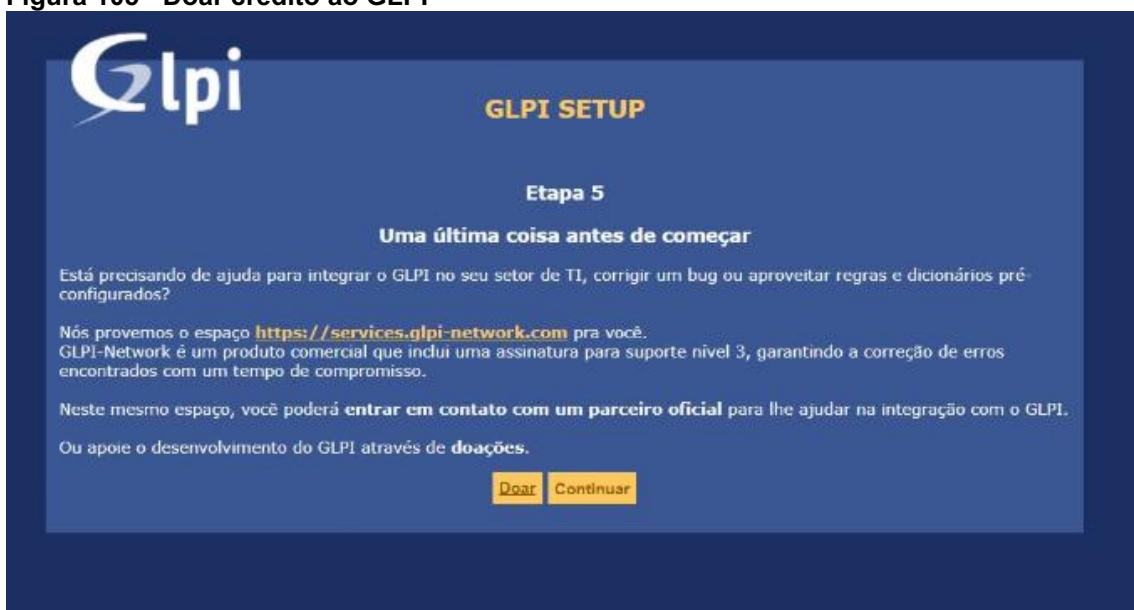 Glpi
GLPI SETUP
Etapa 5
Uma última coisa antes de começar
Está precisando de ajuda para integrar o GLPI no seu setor de TI, corrigir um bug ou aproveitar regras e dicionários pré-
configurados?
Nós provemos o espaço https://services.glpi-network.com pra você.
GLPI-Network é um produto comercial que inclui uma assinatura para suporte nível 3, garantindo a correção de erros
encontrados com um tempo de compromisso.
Neste mesmo espaço, você poderá entrar em contato com um parceiro oficial para lhe ajudar na integração com o GLPI.
Ou apoie o desenvolvimento do GLPI através de doações.
Doar Continuar